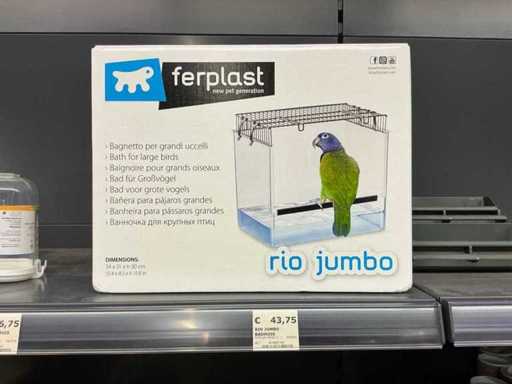 ferplast
new pet generation
› Bagnetto per grandi uccelli
› Bath for large birds
› Baignoire pour grands oiseaux
› Bad für Großvögel
› Bad voor grote vogels
› Bañera para pájaros grandes
› Banheira para pássaros grandes
› Ванночка для крупных птиц
DIMENSIONS:
rio jumbo
5,75
€ 43,75
RIO JUMBO
BADHUIS